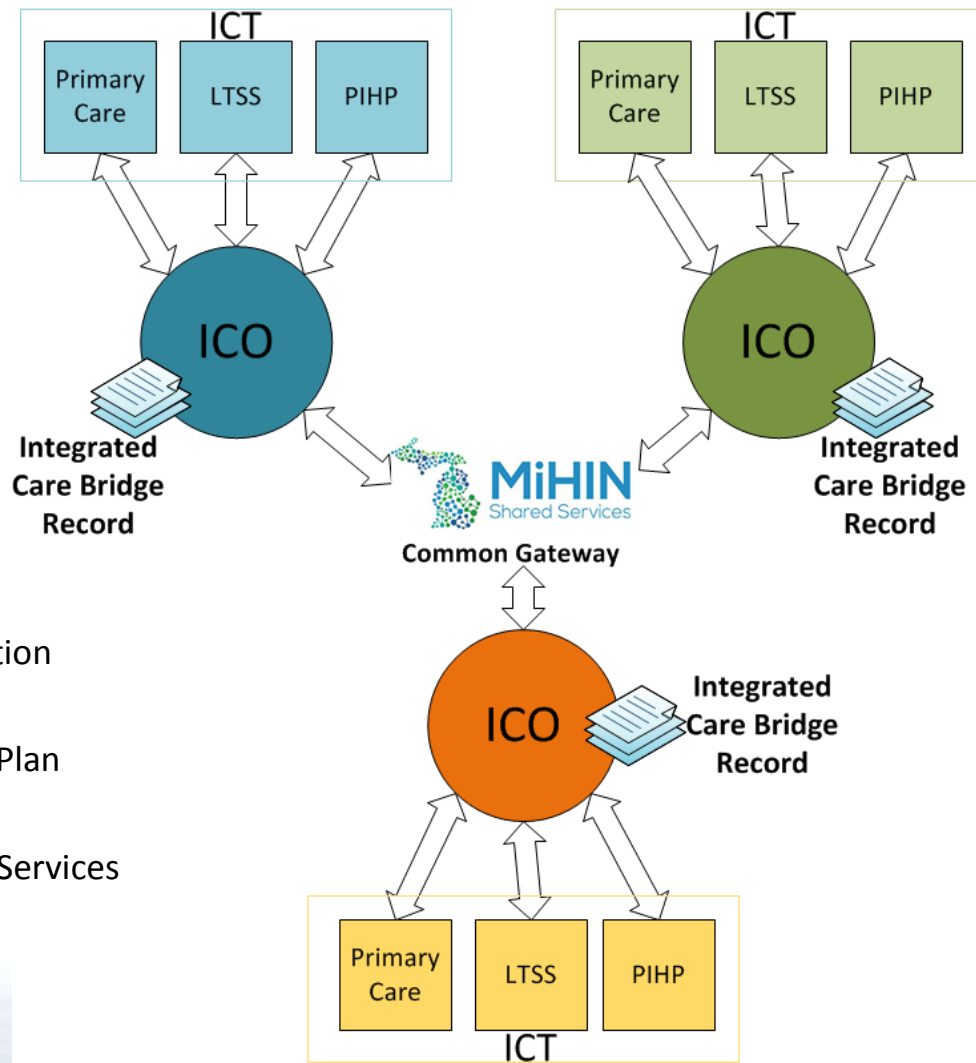 ICT
Primary
Care
LTSS
PIHP
ICO
Integrated
Care Bridge
Record
ICT
Primary
Care
LTSS
PIHP
ICO
Integrated
Care Bridge
Record
MiHIN
Shared Services
Common Gateway
tion
Plan
Services
ICO
Integrated
Care Bridge
Record
Primary
Care
LTSS
PIHP
ICT